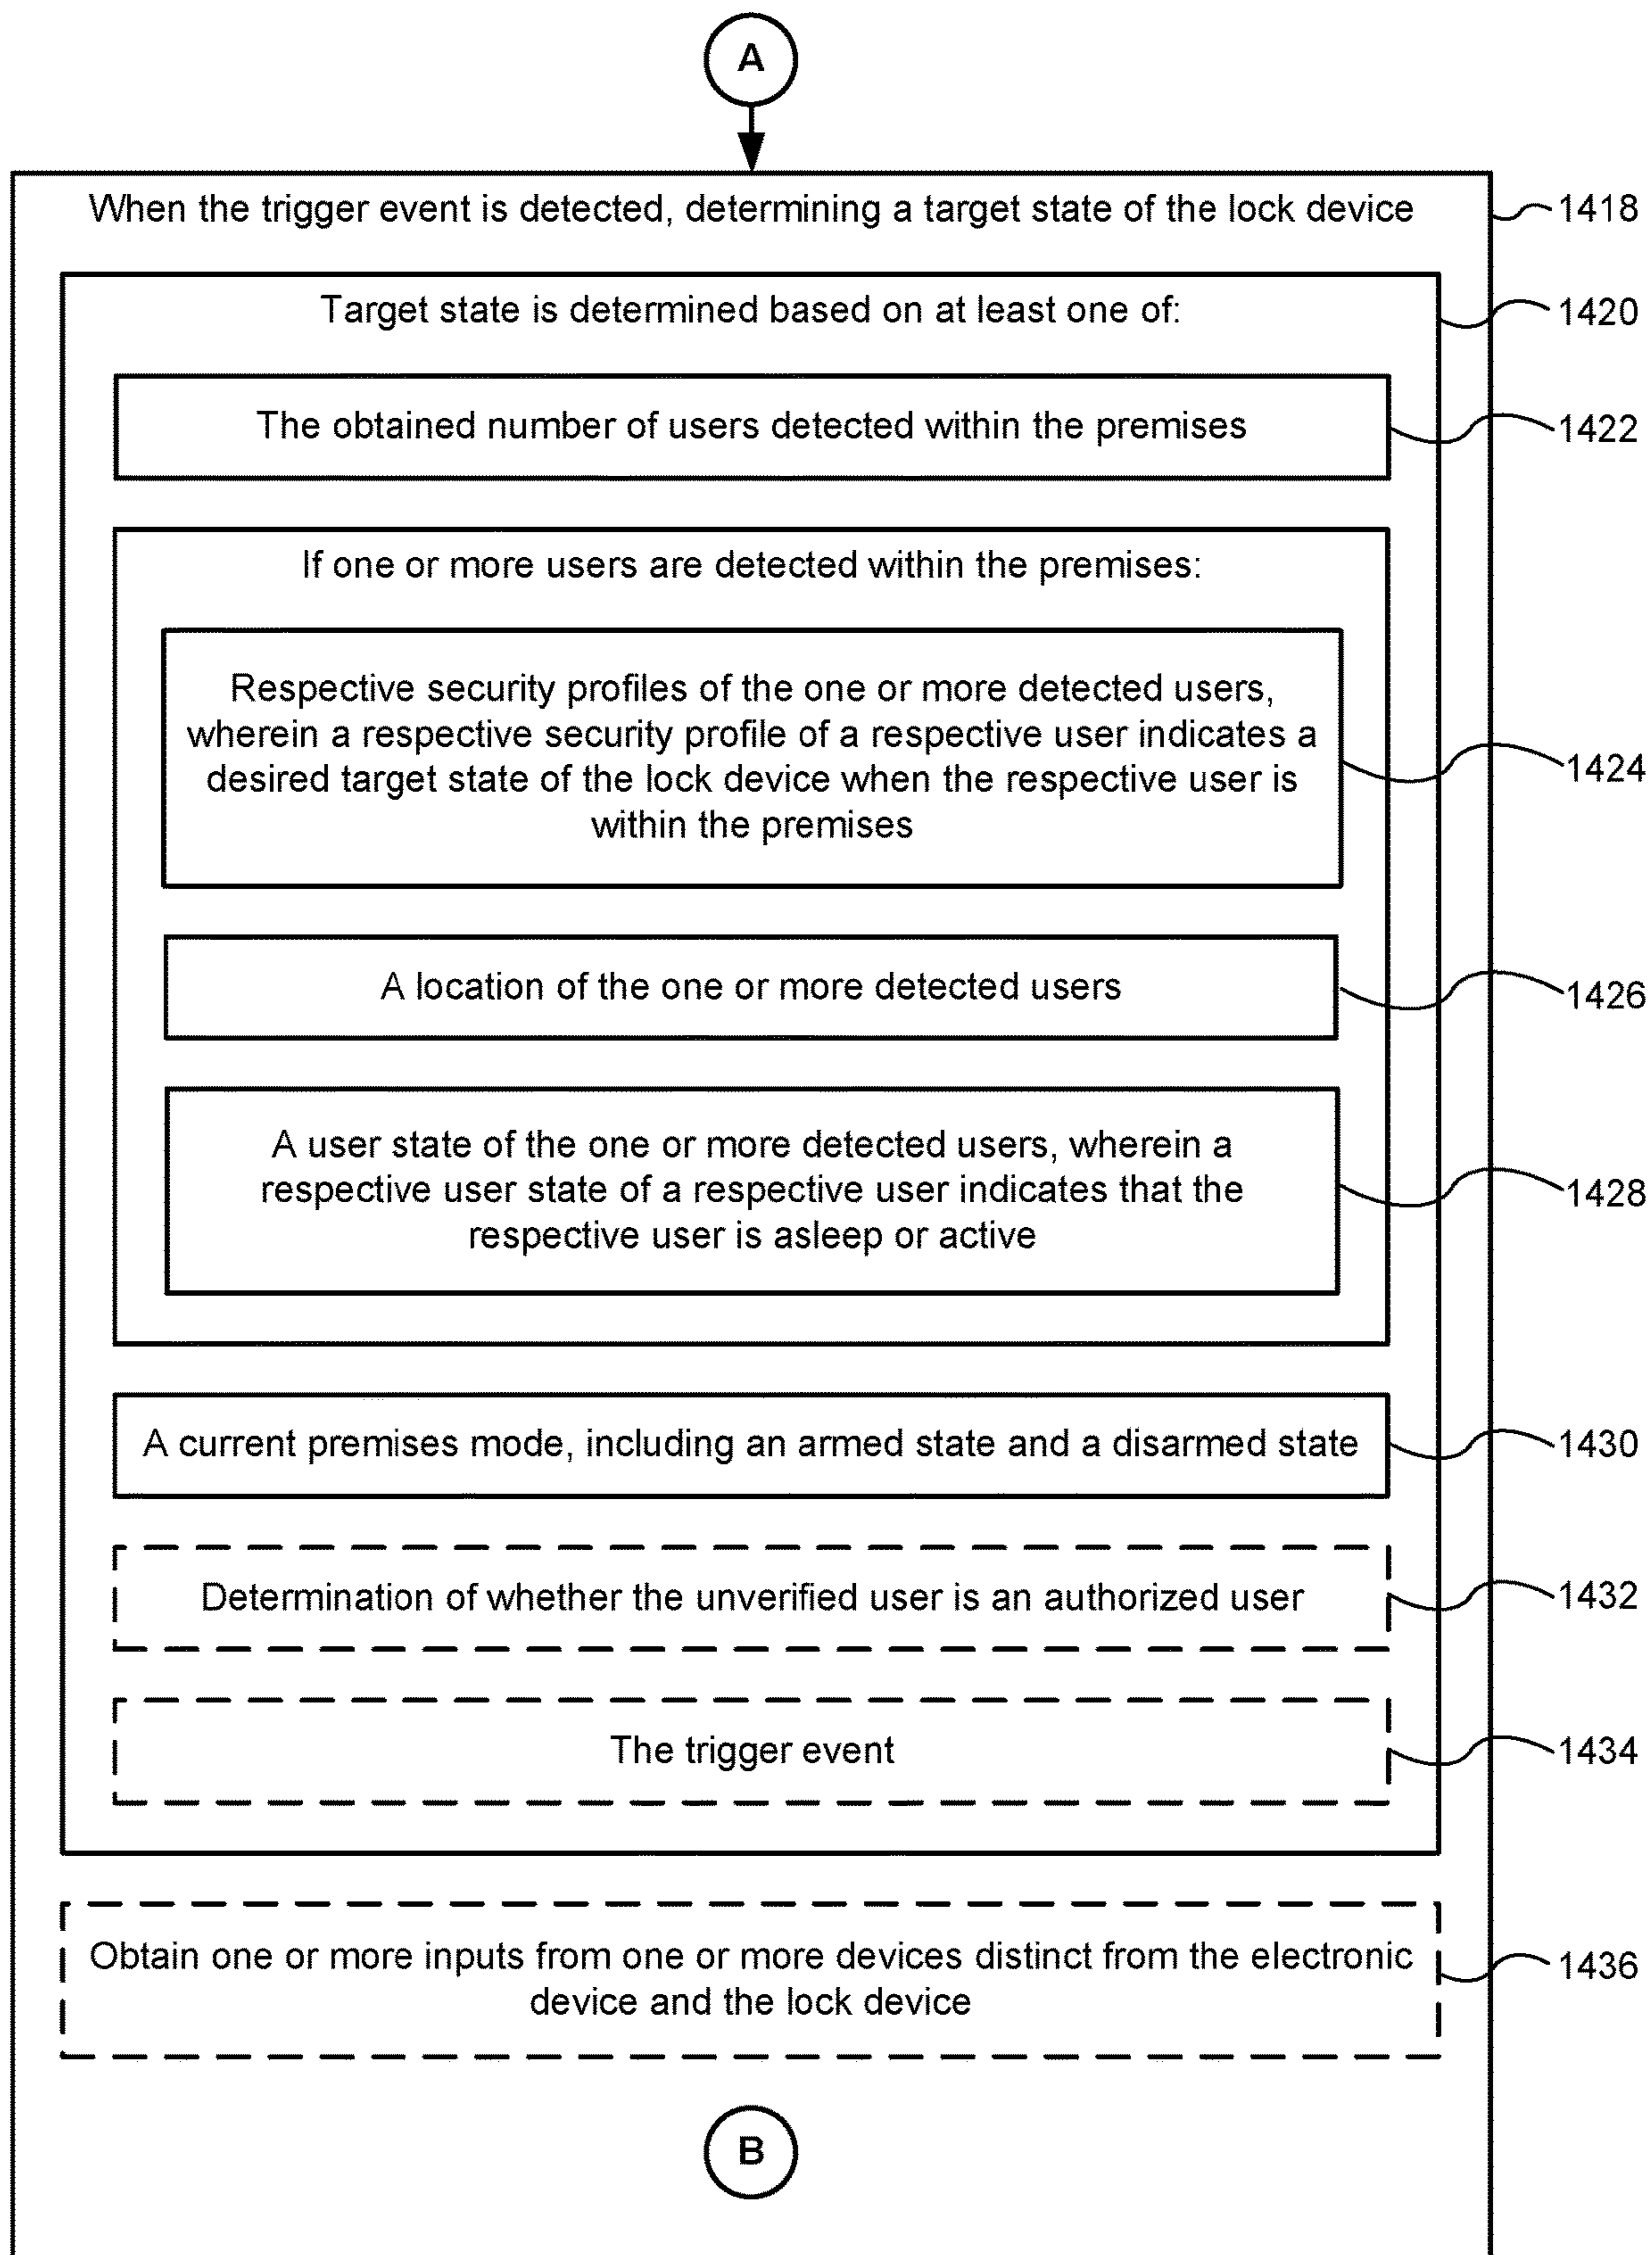 A
When the trigger event is detected, determining a target state of the lock device
1418
Target state is determined based on at least one of:
1420
The obtained number of users detected within the premises
1422
If one or more users are detected within the premises:
Respective security profiles of the one or more detected users,
wherein a respective security profile of a respective user indicates a
desired target state of the lock device when the respective user is
within the premises
1424
A location of the one or more detected users
1426
A user state of the one or more detected users, wherein a
respective user state of a respective user indicates that the
respective user is asleep or active
1428
A current premises mode, including an armed state and a disarmed state
1430
Determination of whether the unverified user is an authorized user
1432
The trigger event
1434
Obtain one or more inputs from one or more devices distinct from the electronic
device and the lock device
1436
B